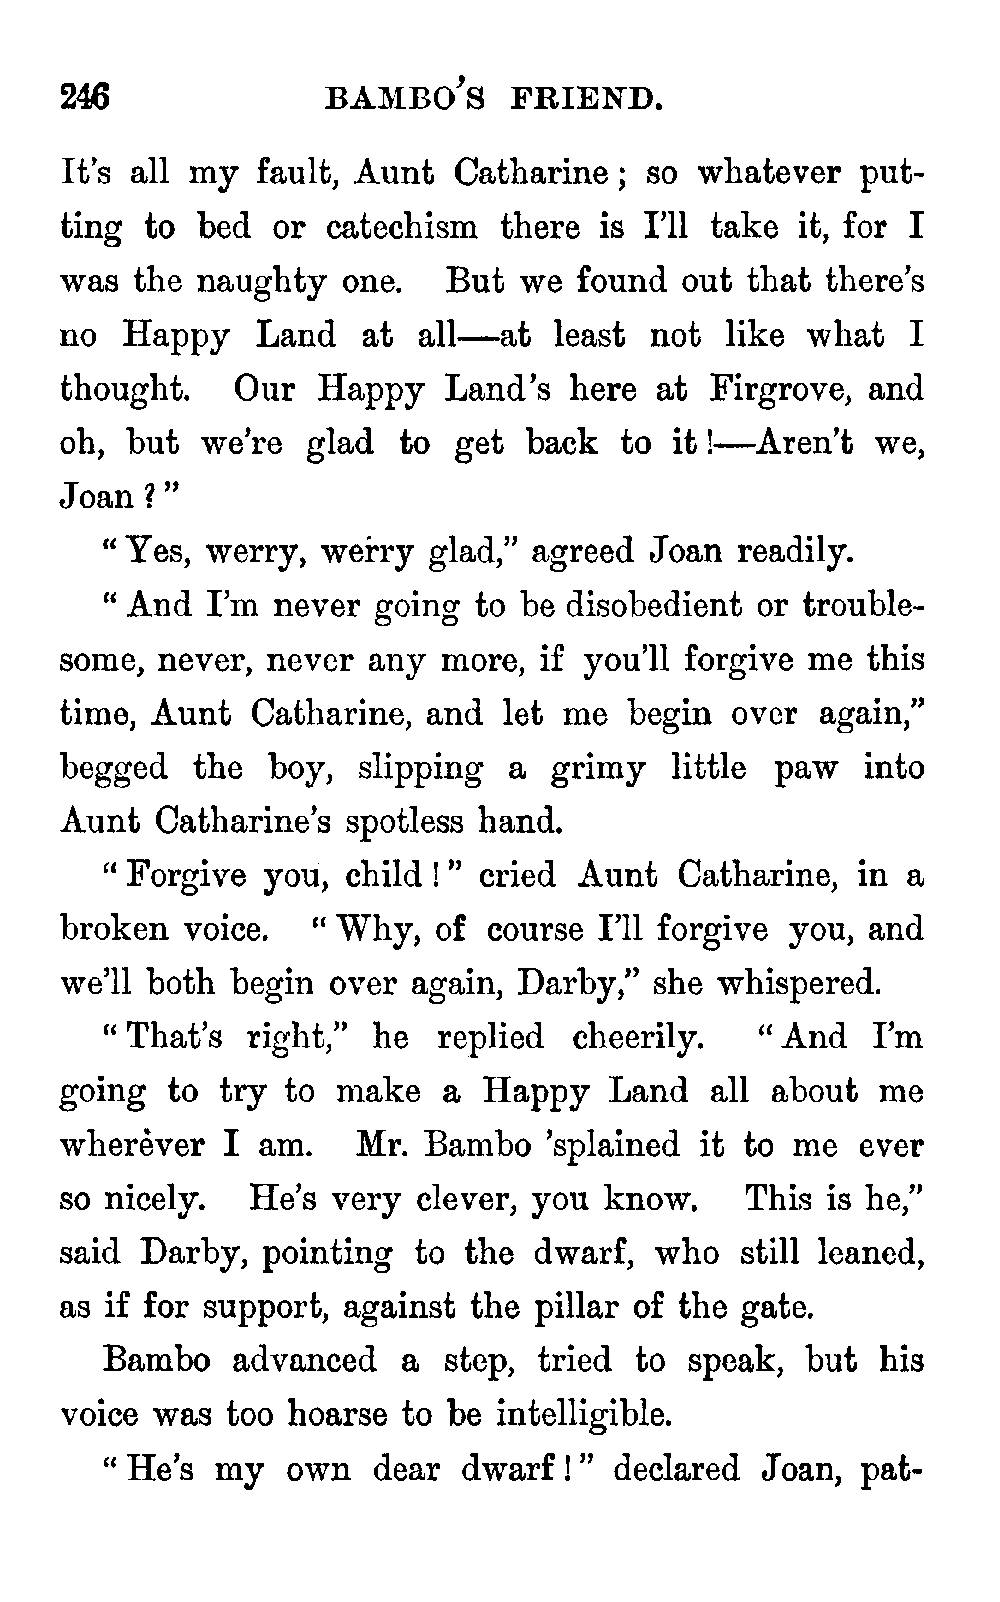 246 BAMBO'S FRIEND.
It's all my fault, Aunt Catharine; so whatever put-
ting to bed or catechism there is I'll take it, for I
was the naughty one. But we found out that there's
no Happy Land at all—at least not like what I
thought. Our Happy Land's here at Firgrove, and
oh, but we're glad to get back to it!—Aren't we,
Joan?"
"Yes, werry, werry glad," agreed Joan readily.
"And I'm never going to be disobedient or trouble-
some, never, never any more, if you'll forgive me this
time, Aunt Catharine, and let me begin over again,"
begged the boy, slipping a grimy little paw into
Aunt Catharine's spotless hand.
"Forgive you, child!" cried Aunt Catharine, in a
broken voice. "Why, of course I'll forgive you, and
we'll both begin over again, Darby," she whispered.
"That's right," he replied cheerily. "And I'm
going to try to make a Happy Land all about me
wherever I am. Mr. Bambo 'splained it to me ever
so nicely. He's very clever, you know. This is he,"
said Darby, pointing to the dwarf, who still leaned,
as if for support, against the pillar of the gate.
Bambo advanced a step, tried to speak, but his
voice was too hoarse to be intelligible.
"He's my own dear dwarf!" declared Joan, pat-